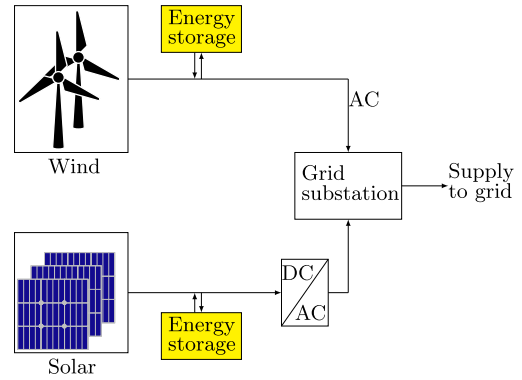 Energy
storage
AC
Wind
Grid
substation
Supply
to grid
DC
AC
Energy
storage
Solar